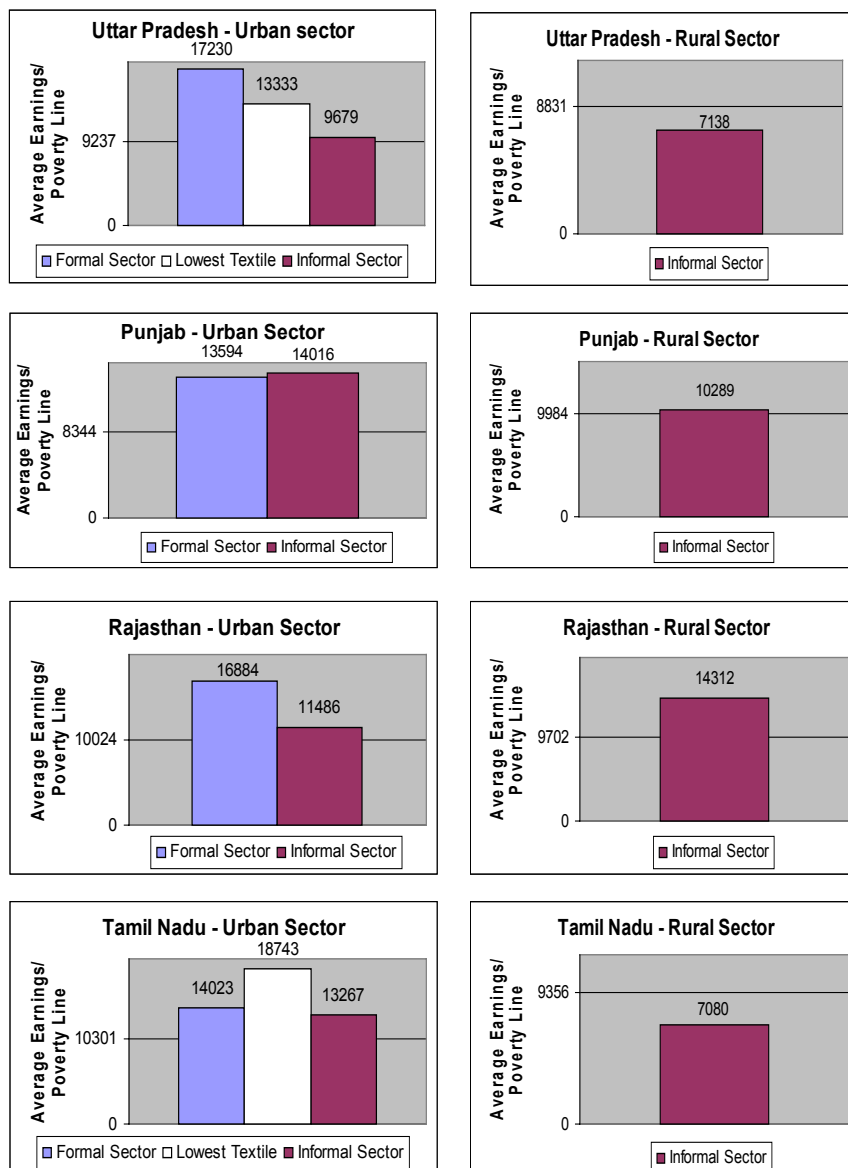 Uttar Pradesh - Urban sector
17230
13333
9679
9237
0
Average Earnings/
Poverty Line
Formal Sector Lowest Textile Informal Sector
Uttar Pradesh - Rural Sector
8831
7138
0
Average Earnings/
Poverty Line
Informal Sector
Punjab - Urban Sector
13594
14016
8344
0
Average Earnings/
Poverty Line
Formal Sector Informal Sector
Punjab - Rural Sector
10289
9984
0
Average Earnings/
Poverty Line
Informal Sector
Rajasthan - Urban Sector
16884
11486
10024
0
Average Earnings/
Poverty Line
Formal Sector Informal Sector
Rajasthan - Rural Sector
14312
9702
0
Average Earnings/
Poverty Line
Informal Sector
Tamil Nadu - Urban Sector
18743
14023
13267
10301
0
Average Earnings/
Poverty Line
Formal Sector Lowest Textile Informal Sector
Tamil Nadu - Rural Sector
9356
7080
0
Average Earnings/
Poverty Line
Informal Sector